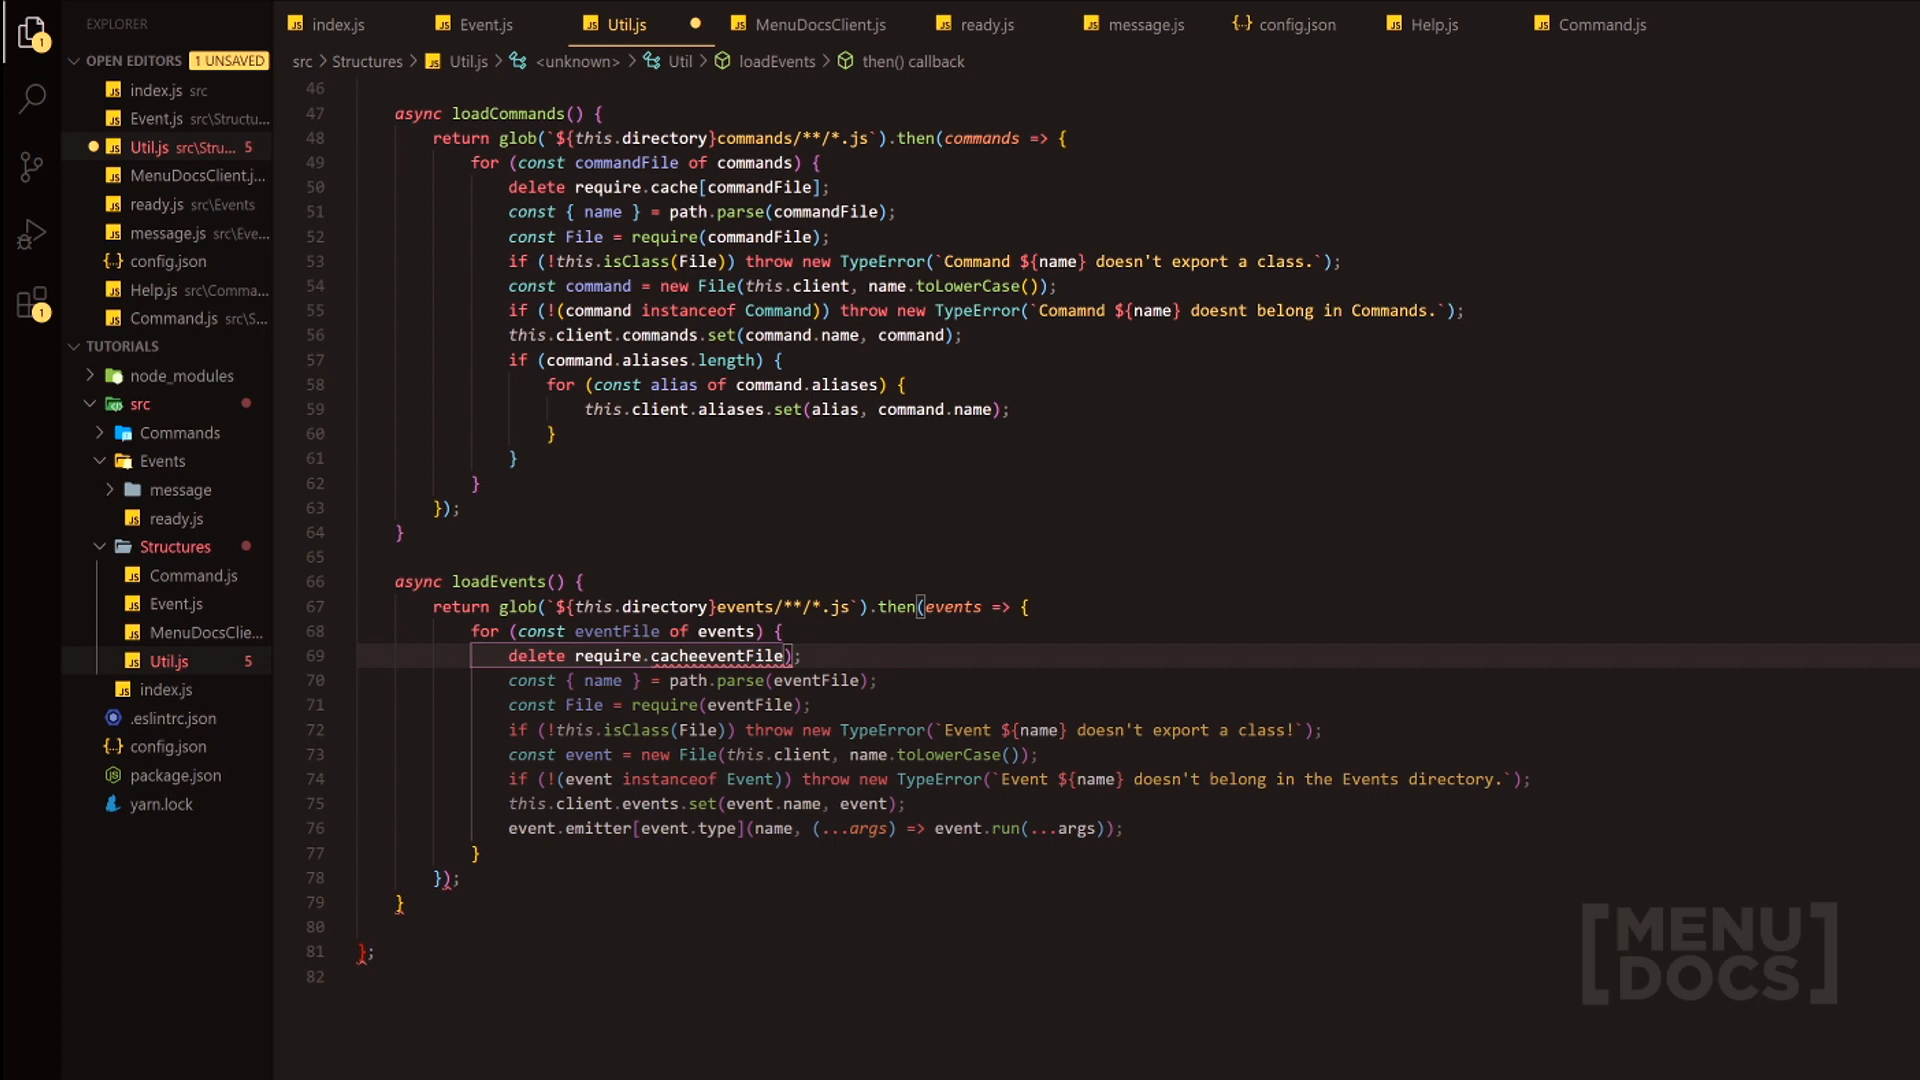 EXPLORER
index.js
Event.js
Util.js
MenuDocsClient.js
ready.js
message.js
config.json
Help.js
Command.js
1
OPEN EDITORS
1 UNSAVED
src > Structures > Util.js > <unknown> > Util > loadEvents > then() callback
index.js src
Event.js src\Structu...
Util.js src\Stru... 5
MenuDocsClient.j...
ready.js src\Events
message.js src\Eve...
config.json
Help.js src\Comma...
Command.js src\S...
1
TUTORIALS
node_modules
src
Commands
Events
message
ready.js
Structures
Command.js
Event.js
MenuDocsClie...
Util.js 5
index.js
.eslintrc.json
config.json
package.json
yarn.lock
46
47 async loadCommands() {
48 return glob(`${this.directory}commands/**/*.js`).then(commands => {
49 for (const commandFile of commands) {
50 delete require.cache[commandFile];
51 const { name } = path.parse(commandFile);
52 const File = require(commandFile);
53 if (!this.isClass(File)) throw new TypeError(`Command ${name} doesn't export a class.`);
54 const command = new File(this.client, name.toLowerCase());
55 if (!(command instanceof Command)) throw new TypeError(`Comamnd ${name} doesnt belong in Commands.`);
56 this.client.commands.set(command.name, command);
57 if (command.aliases.length) {
58 for (const alias of command.aliases) {
59 this.client.aliases.set(alias, command.name);
60 }
61 }
62 }
63 });
64 }
65
66 async loadEvents() {
67 return glob(`${this.directory}events/**/*.js`).then(events => {
68 for (const eventFile of events) {
69 delete require.cacheeventFile);
70 const { name } = path.parse(eventFile);
71 const File = require(eventFile);
72 if (!this.isClass(File)) throw new TypeError(`Event ${name} doesn't export a class!`);
73 const event = new File(this.client, name.toLowerCase());
74 if (!(event instanceof Event)) throw new TypeError(`Event ${name} doesn't belong in the Events directory.`);
75 this.client.events.set(event.name, event);
76 event.emitter[event.type](name, (...args) => event.run(...args));
77 }
78 });
79 }
80
81 };
82
[MENU
DOCS]